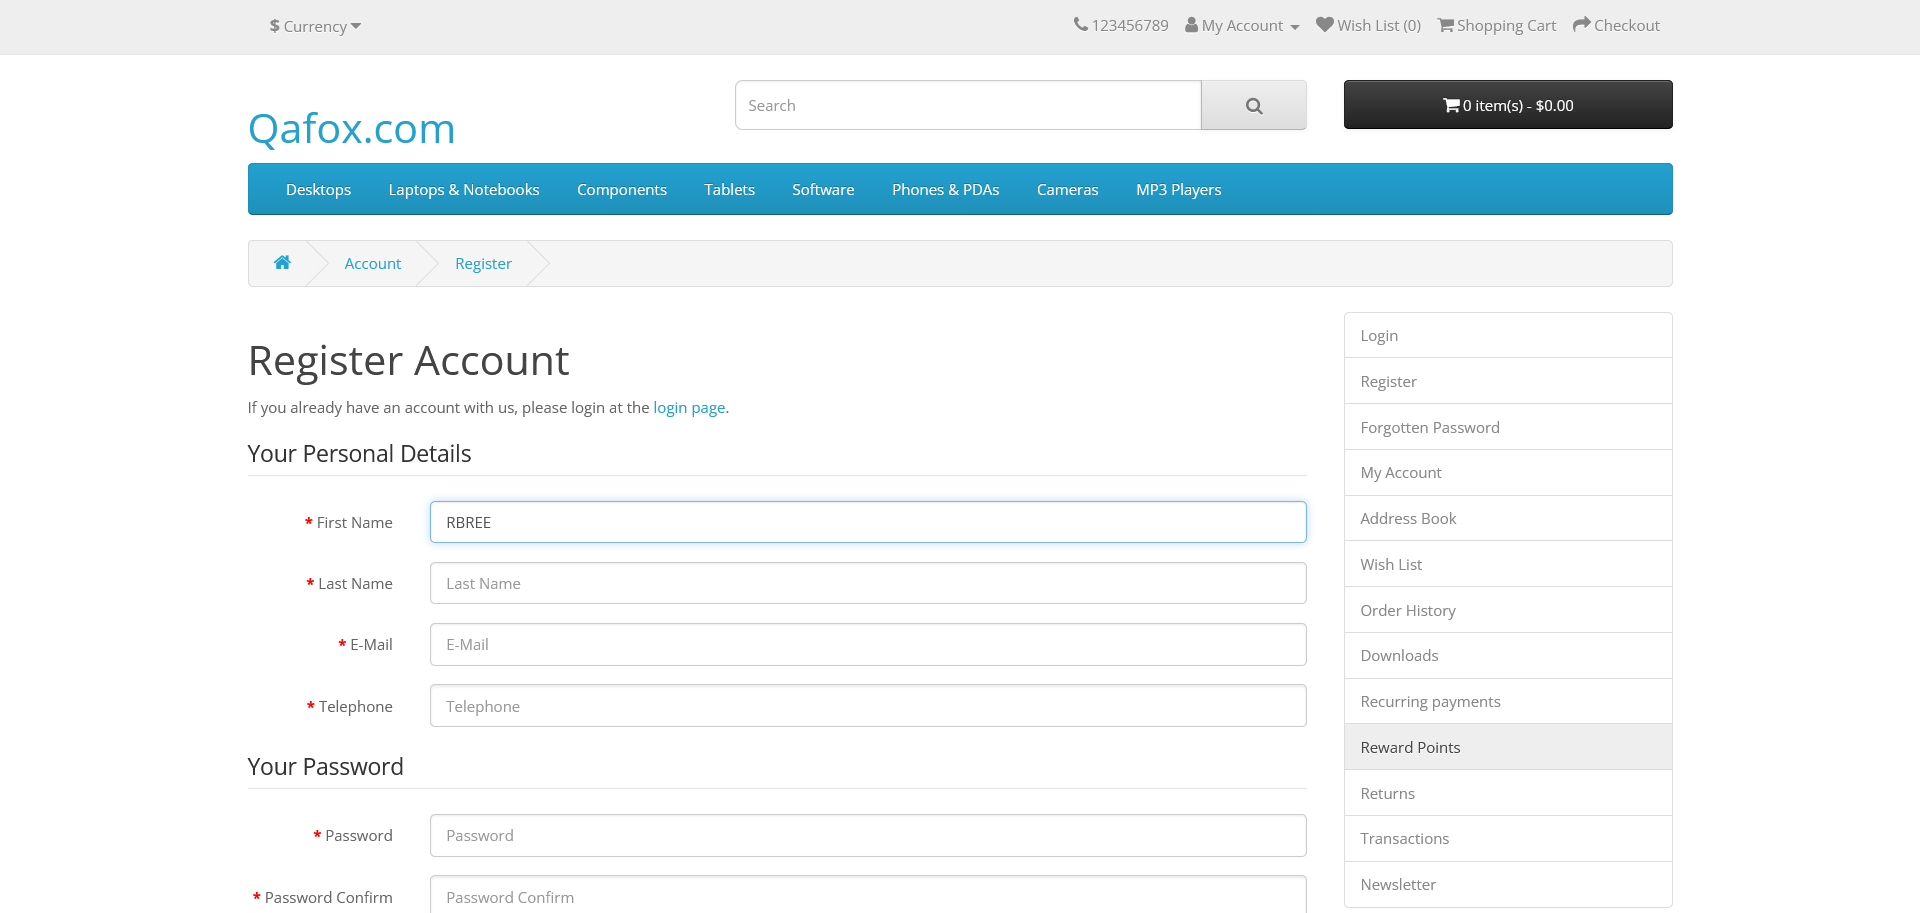 $ Currency
123456789 My Account Wish List (0) Shopping Cart Checkout
Qafox.com
Search
0 item(s) - $0.00
Desktops Laptops & Notebooks Components Tablets Software Phones & PDAs Cameras MP3 Players
Account Register
Register Account
If you already have an account with us, please login at the login page.
Your Personal Details
* First Name RBREE
* Last Name Last Name
* E-Mail E-Mail
* Telephone Telephone
Your Password
* Password Password
* Password Confirm Password Confirm
Login
Register
Forgotten Password
My Account
Address Book
Wish List
Order History
Downloads
Recurring payments
Reward Points
Returns
Transactions
Newsletter